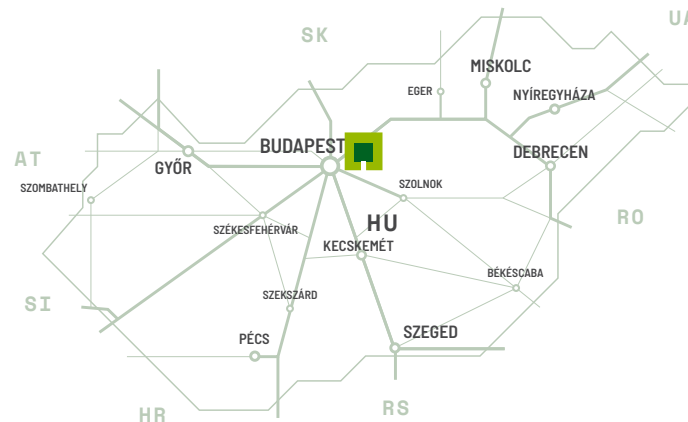 UA
SK
MISKOLC
EGER
NYÍREGYHÁZA
BUDAPEST
DEBRECEN
AT
GYŐR
SZOMBATHELY
SZOLNOK
HU
RO
SZÉKESFEHÉRVÁR
KECSKEMÉT
BÉKÉSCABA
SI
SZEKSZÁRD
PÉCS
SZEGED
HR
RS